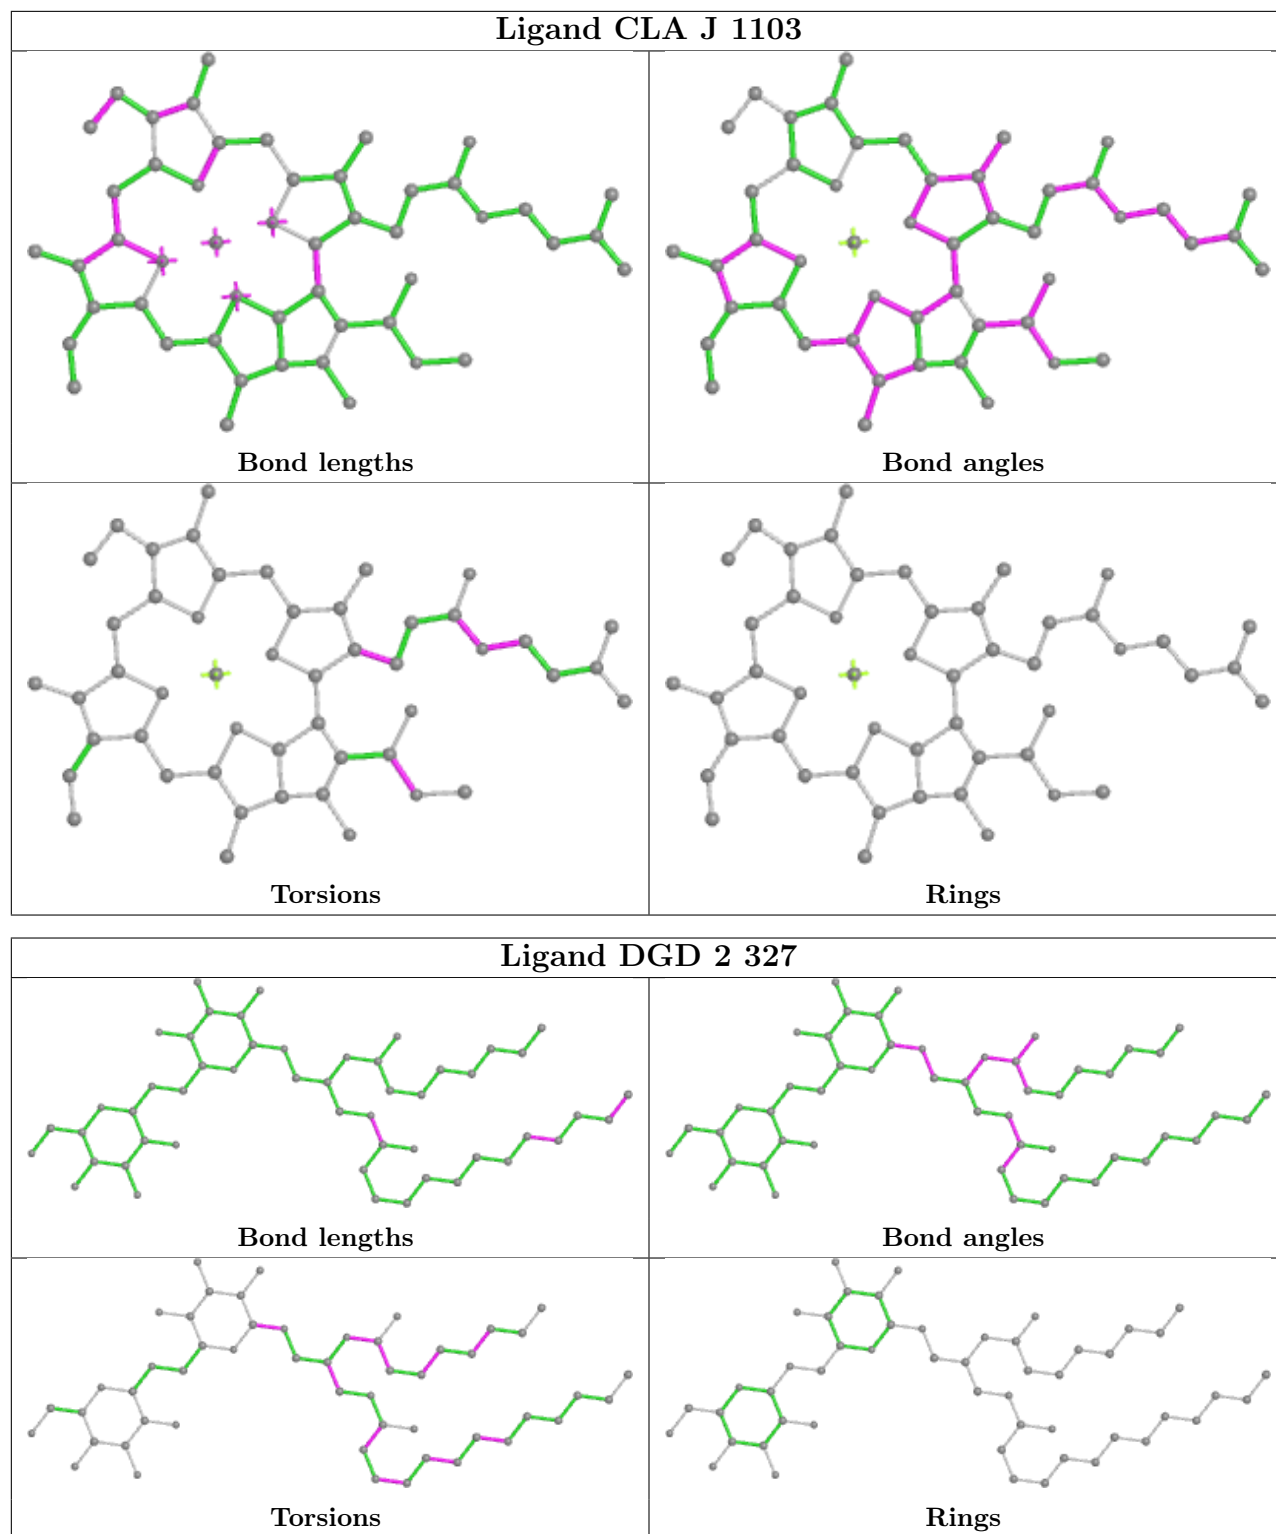 Ligand CLA J 1103
Bond lengths
Bond angles
Torsions
Rings
Ligand DGD 2 327
Bond lengths
Bond angles
Torsions
Rings